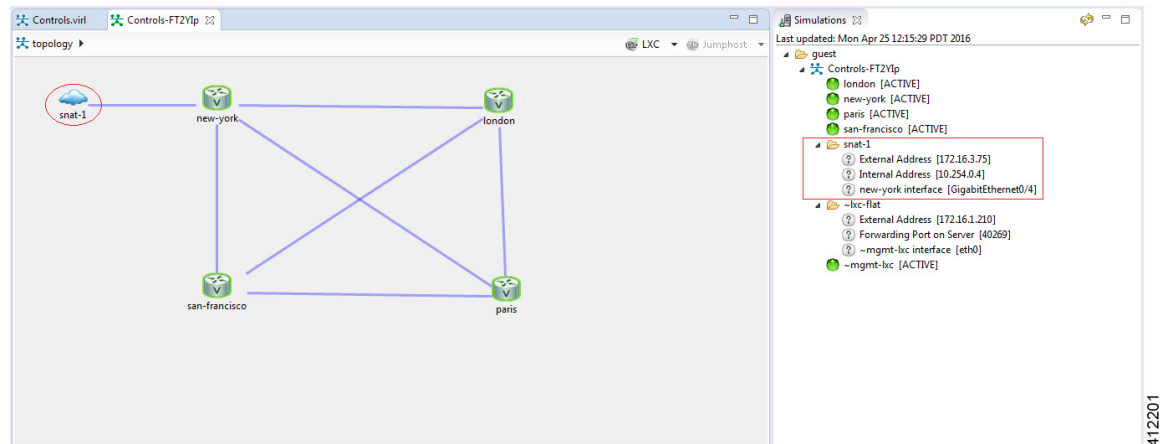 Controls.virl
Controls-FT2YIp
topology
LXC
Jumphost
snat-1
new-york
london
san-francisco
paris
Simulations
Last updated: Mon Apr 25 12:15:29 PDT 2016
guest
Controls-FT2YIp
london [ACTIVE]
new-york [ACTIVE]
paris [ACTIVE]
san-francisco [ACTIVE]
snat-1
External Address [172.16.3.75]
Internal Address [10.254.0.4]
new-york interface [GigabitEthernet0/4]
~lxc-flat
External Address [172.16.1.210]
Forwarding Port on Server [40269]
~mgmt-lxc interface [eth0]
~mgmt-lxc [ACTIVE]
412201